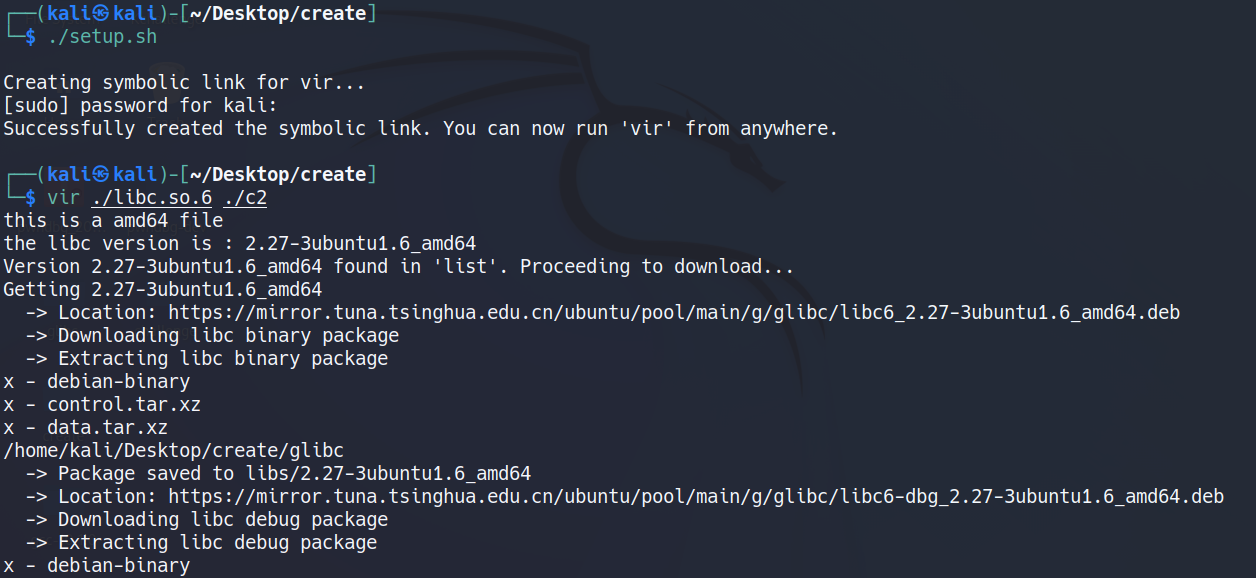 ┌──(kali㉿kali)-[~/Desktop/create]
└─$ ./setup.sh
Creating symbolic link for vir...
[sudo] password for kali:
Successfully created the symbolic link. You can now run 'vir' from anywhere.
┌──(kali㉿kali)-[~/Desktop/create]
└─$ vir ./libc.so.6 ./c2
this is a amd64 file
the libc version is : 2.27-3ubuntu1.6_amd64
Version 2.27-3ubuntu1.6_amd64 found in 'list'. Proceeding to download...
Getting 2.27-3ubuntu1.6_amd64
  -> Location: https://mirror.tuna.tsinghua.edu.cn/ubuntu/pool/main/g/glibc/libc6_2.27-3ubuntu1.6_amd64.deb
  -> Downloading libc binary package
  -> Extracting libc binary package
x - debian-binary
x - control.tar.xz
x - data.tar.xz
/home/kali/Desktop/create/glibc
  -> Package saved to libs/2.27-3ubuntu1.6_amd64
  -> Location: https://mirror.tuna.tsinghua.edu.cn/ubuntu/pool/main/g/glibc/libc6-dbg_2.27-3ubuntu1.6_amd64.deb
  -> Downloading libc debug package
  -> Extracting libc debug package
x - debian-binary